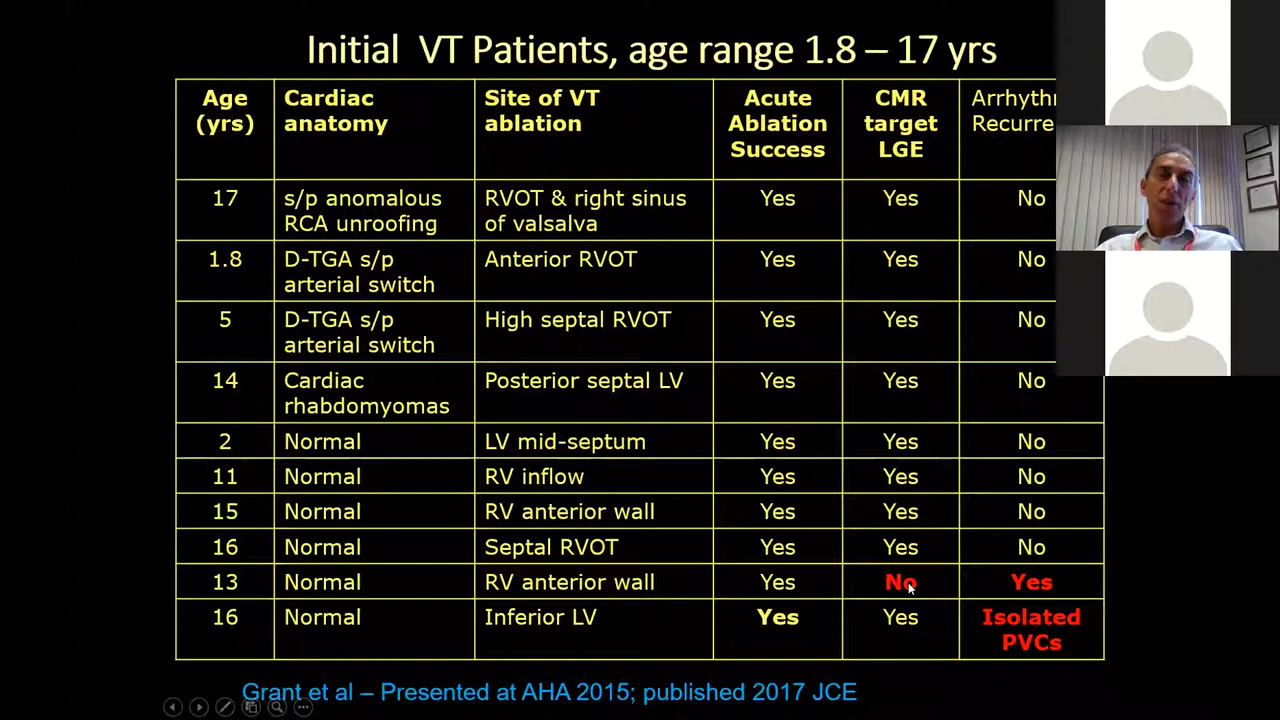 Initial VT Patients, age range 1.8 – 17 yrs
Age (yrs) Cardiac anatomy Site of VT ablation Acute Ablation Success CMR target LGE
17 s/p anomalous RCA unroofing RVOT & right sinus of valsalva Yes Yes No
1.8 D-TGA s/p arterial switch Anterior RVOT Yes Yes No
5 D-TGA s/p arterial switch High septal RVOT Yes Yes No
14 Cardiac rhabdomyomas Posterior septal LV Yes Yes No
2 Normal LV mid-septum Yes Yes No
11 Normal RV inflow Yes Yes No
15 Normal RV anterior wall Yes Yes No
16 Normal Septal RVOT Yes Yes No
13 Normal RV anterior wall Yes No Yes
16 Normal Inferior LV Yes Yes Isolated PVCs
Grant et al – Presented at AHA 2015; published 2017 JCE